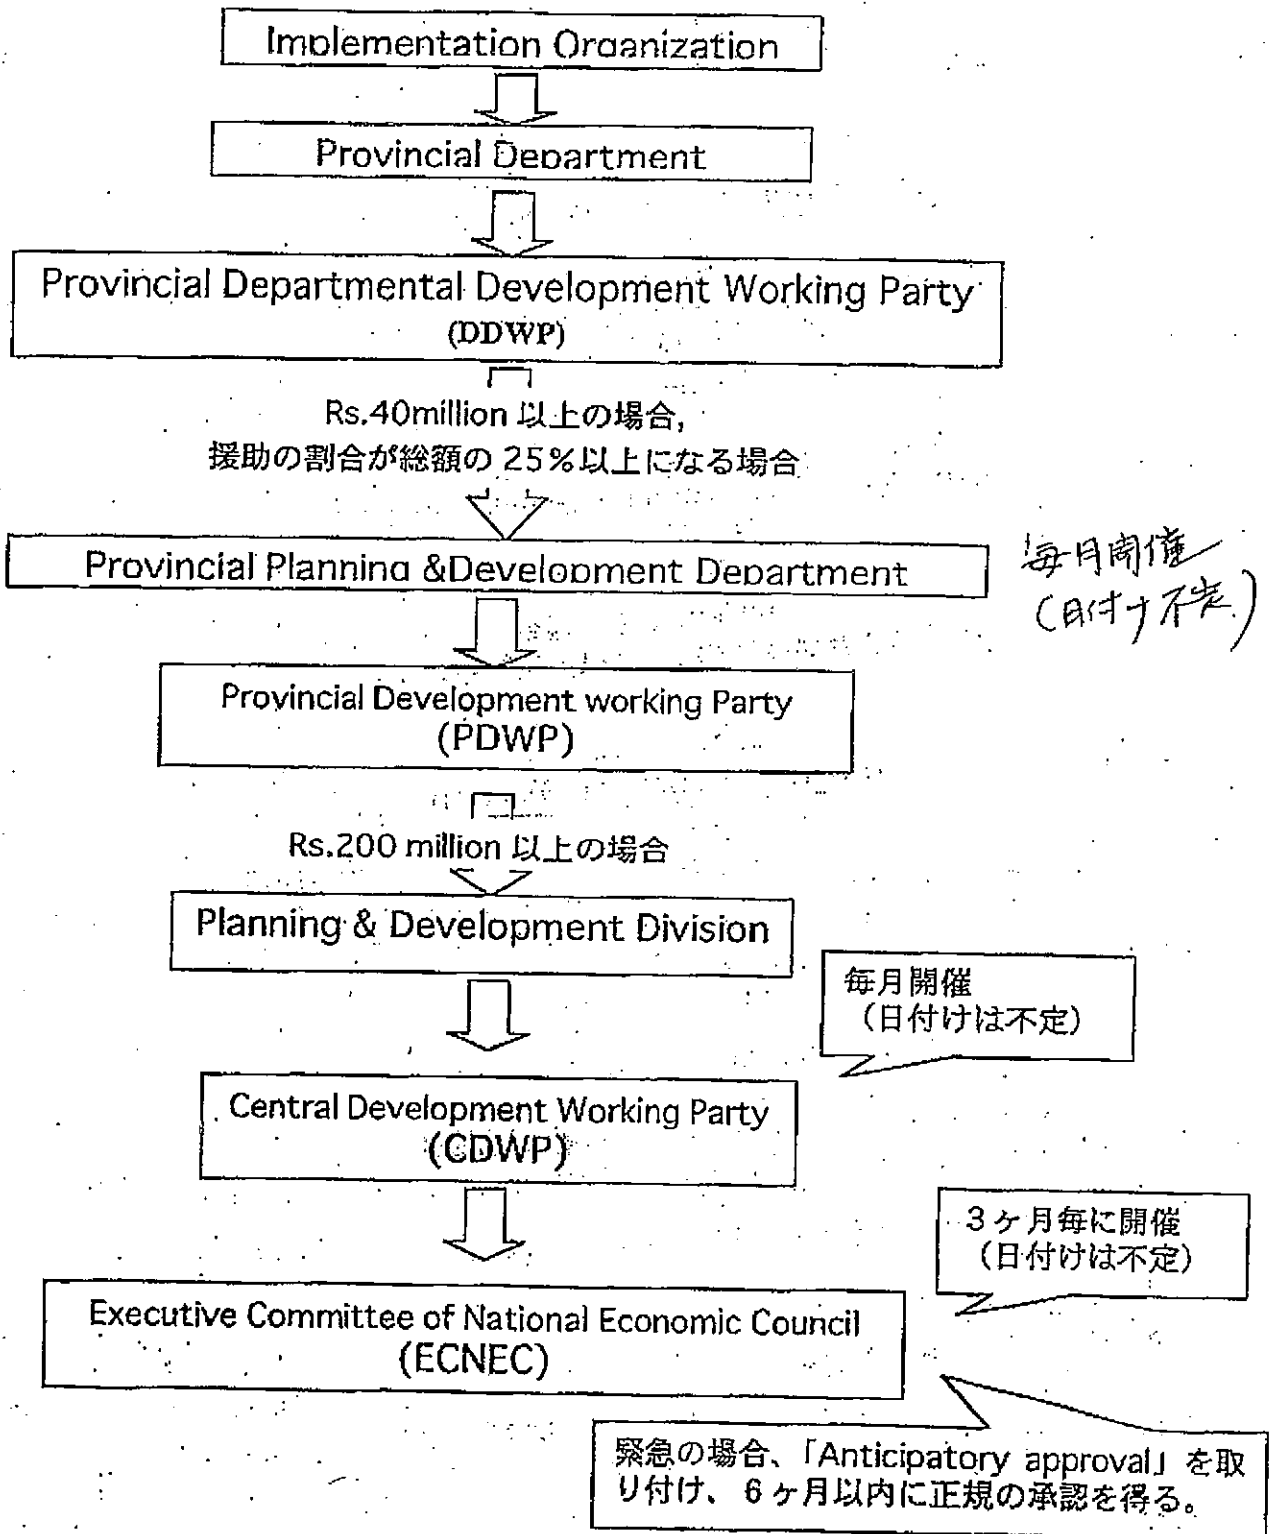 Implementation Organization
Provincial Department
Provincial Departmental Development Working Party
(DDWP)
Rs.40million 以上の場合,
援助の割合が総額の 25%以上になる場合
Provincial Planning &Development Department
毎月開催
(日付け不定)
Provincial Development working Party
(PDWP)
Rs.200 million 以上の場合
Planning & Development Division
毎月開催
(日付けは不定)
Central Development Working Party
(CDWP)
3ヶ月毎に開催
(日付けは不定)
Executive Committee of National Economic Council
(ECNEC)
緊急の場合、「Anticipatory approval」を取
り付け、6ヶ月以内に正規の承認を得る。